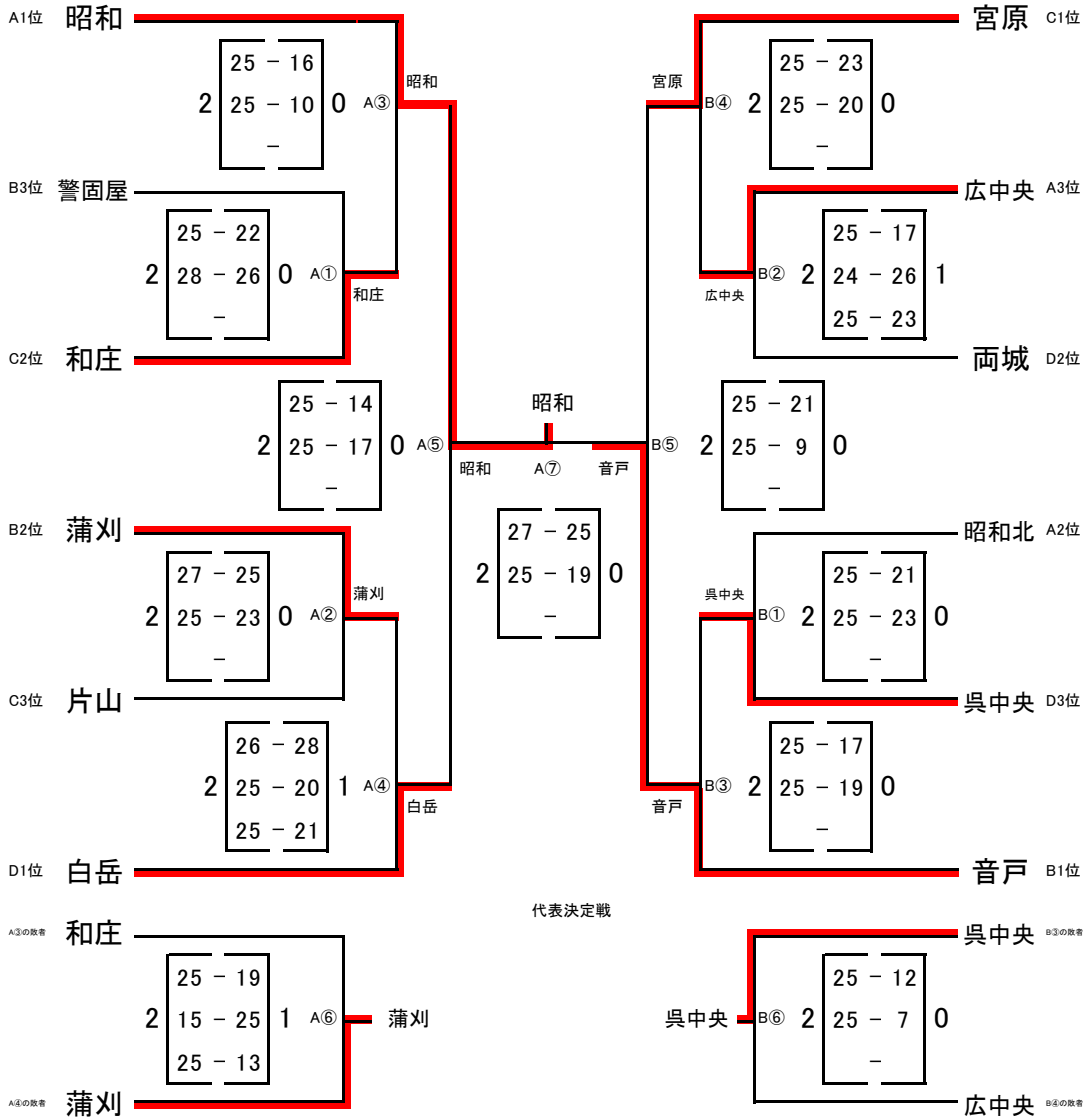 A1位 昭和
宮原 C1位
25 － 16
2 25 － 10 0 A③
－
昭和
宮原
25 － 23
B④ 2 25 － 20 0
－
B3位 警固屋
広中央 A3位
25 － 22
2 28 － 26 0 A①
－
和庄
25 － 17
B② 2 24 － 26 1
25 － 23
広中央
C2位 和庄
両城 D2位
25 － 14
2 25 － 17 0 A⑤
－
昭和
昭和 A⑦ 音戸
25 － 21
B⑤ 2 25 － 9 0
－
B2位 蒲刈
昭和北 A2位
27 － 25
2 25 － 19 0
－
27 － 25
2 25 － 23 0 A②
－
蒲刈
呉中央
25 － 21
B① 2 25 － 23 0
－
C3位 片山
呉中央 D3位
26 － 28
2 25 － 20 1 A④
25 － 21
白岳
25 － 17
B③ 2 25 － 19 0
－
音戸
D1位 白岳
音戸 B1位
代表決定戦
A③の敗者 和庄
呉中央 B③の敗者
25 － 19
2 15 － 25 1 A⑥ 蒲刈
25 － 13
25 － 12
呉中央 B⑥ 2 25 － 7 0
－
A④の敗者 蒲刈
広中央 B④の敗者